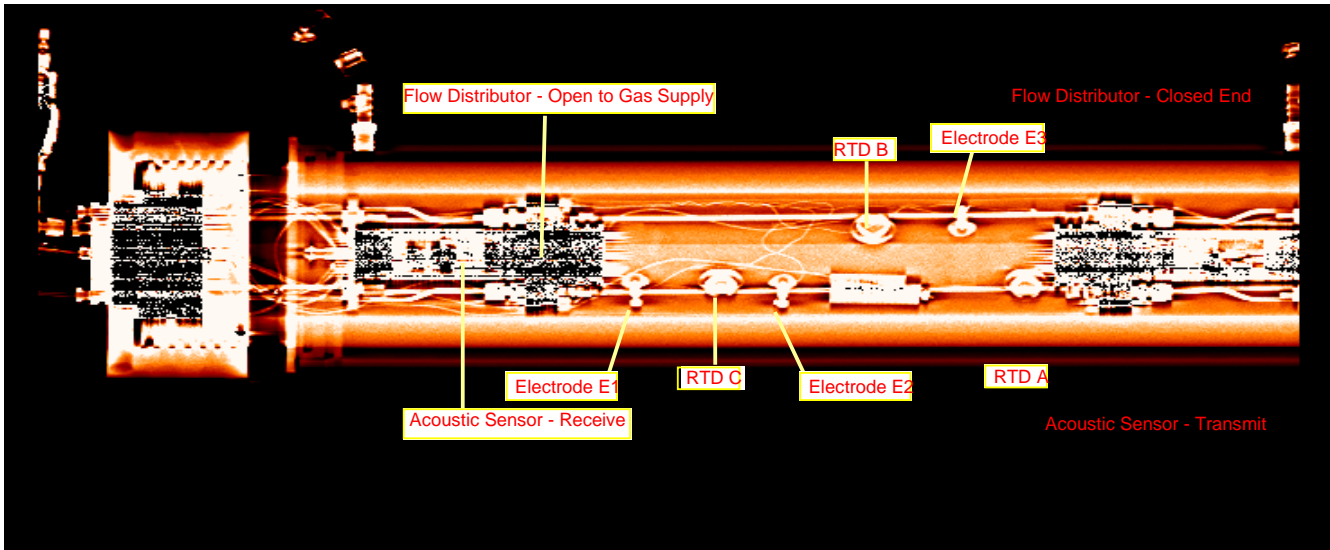 Flow Distributor - Open to Gas Supply
Flow Distributor - Closed End
RTD B
Electrode E3
Electrode E1
RTD C
Electrode E2
RTD A
Acoustic Sensor - Receive
Acoustic Sensor - Transmit